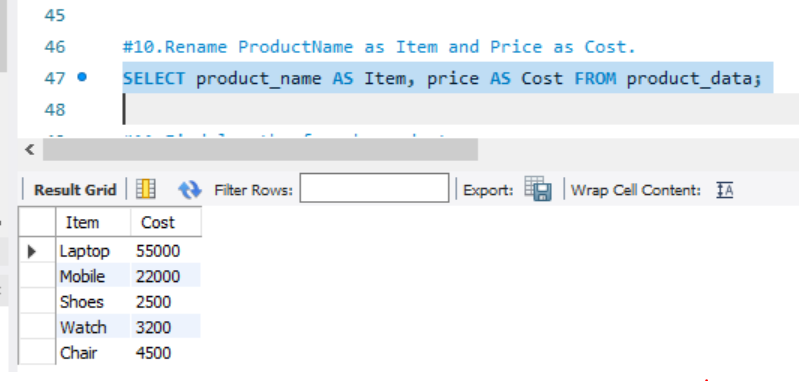 45
46 #10.Rename ProductName as Item and Price as Cost.
47 SELECT product_name AS Item, price AS Cost FROM product_data;
48
Result Grid Filter Rows: Export: Wrap Cell Content:
Item Cost
Laptop 55000
Mobile 22000
Shoes 2500
Watch 3200
Chair 4500